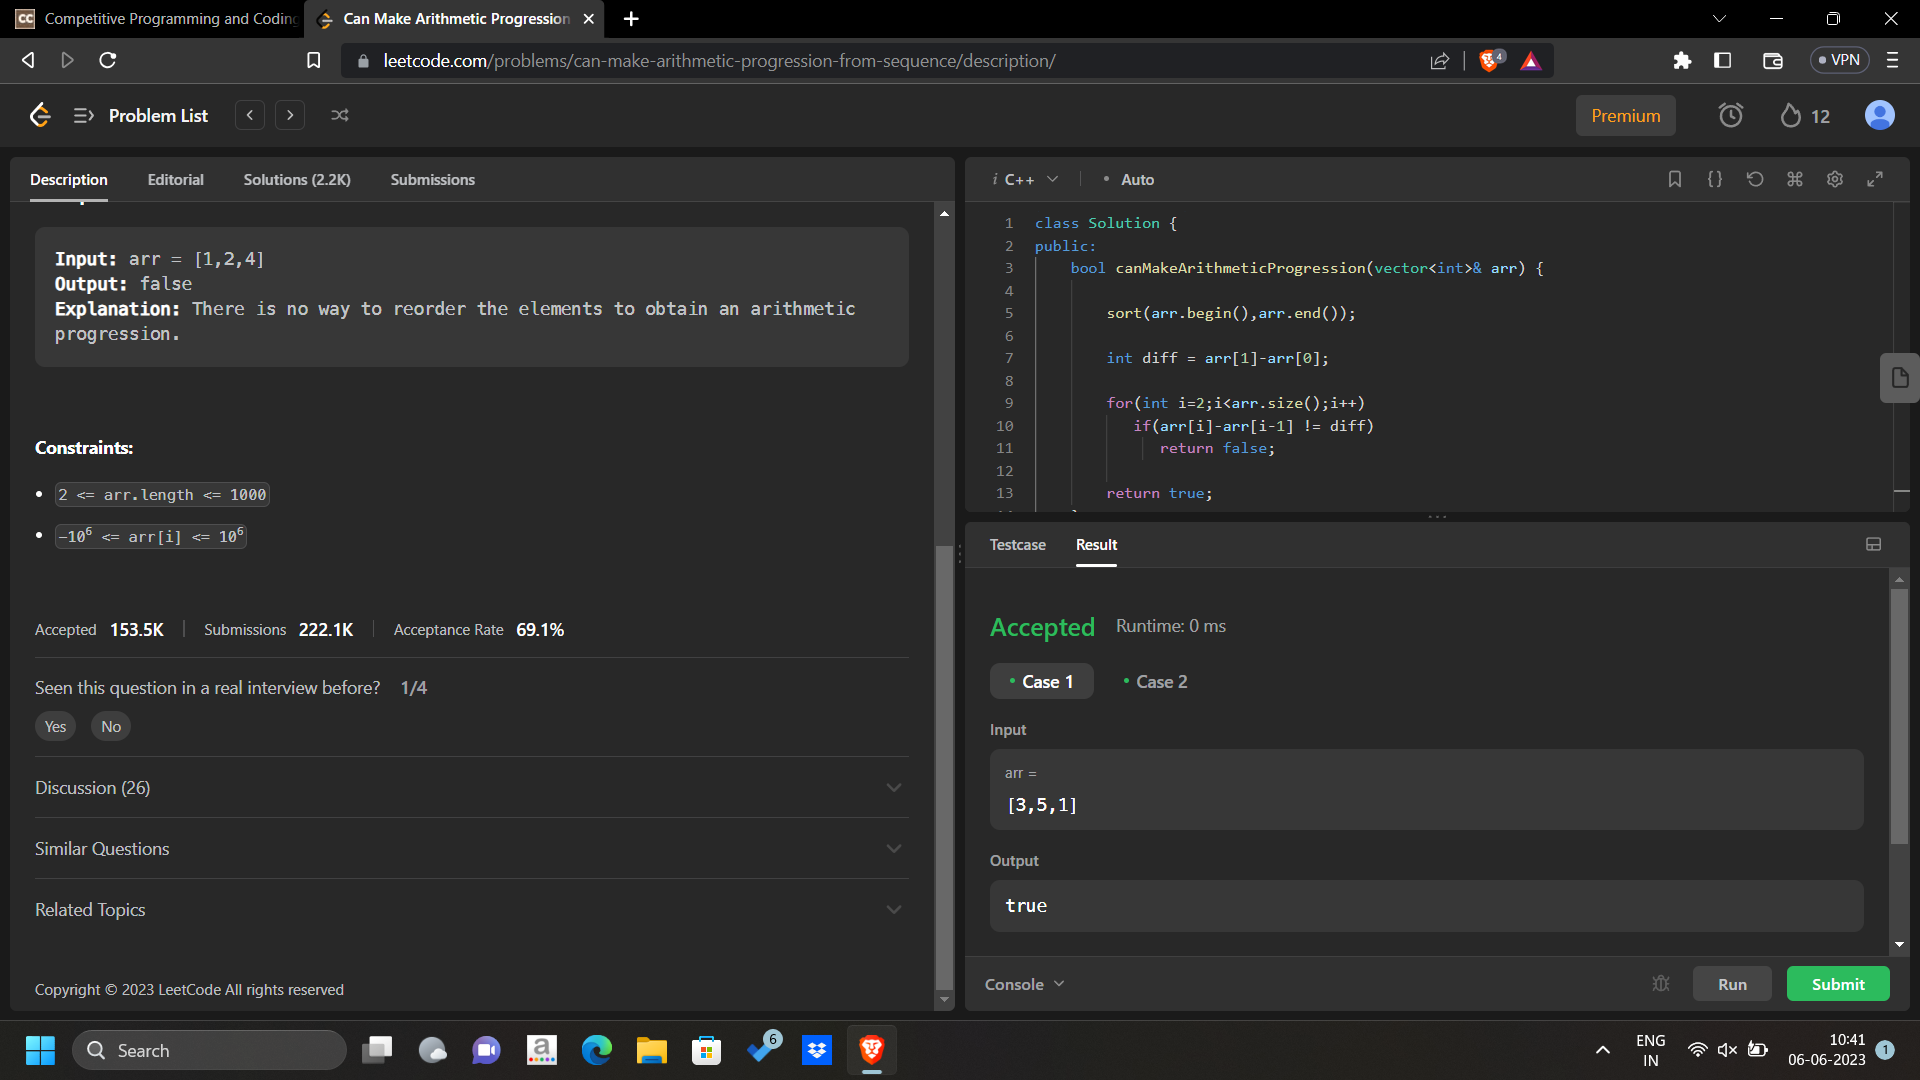 CC Competitive Programming and Coding
Can Make Arithmetic Progression
leetcode.com/problems/can-make-arithmetic-progression-from-sequence/description/
4
VPN
Problem List
Premium
12
Description
Editorial
Solutions (2.2K)
Submissions
Input: arr = [1,2,4]
Output: false
Explanation: There is no way to reorder the elements to obtain an arithmetic
progression.
Constraints:
2 <= arr.length <= 1000
-10⁶ <= arr[i] <= 10⁶
Accepted 153.5K Submissions 222.1K Acceptance Rate 69.1%
Seen this question in a real interview before? 1/4
Yes No
Discussion (26)
Similar Questions
Related Topics
Copyright © 2023 LeetCode All rights reserved
i C++ • Auto
1 class Solution {
2 public:
3 bool canMakeArithmeticProgression(vector<int>& arr) {
4
5 sort(arr.begin(),arr.end());
6
7 int diff = arr[1]-arr[0];
8
9 for(int i=2;i<arr.size();i++)
10 if(arr[i]-arr[i-1] != diff)
11 return false;
12
13 return true;
Testcase Result
Accepted Runtime: 0 ms
• Case 1 • Case 2
Input
arr =
[3,5,1]
Output
true
Console
Run
Submit
Search
a
6
ENG
IN
10:41
06-06-2023
1